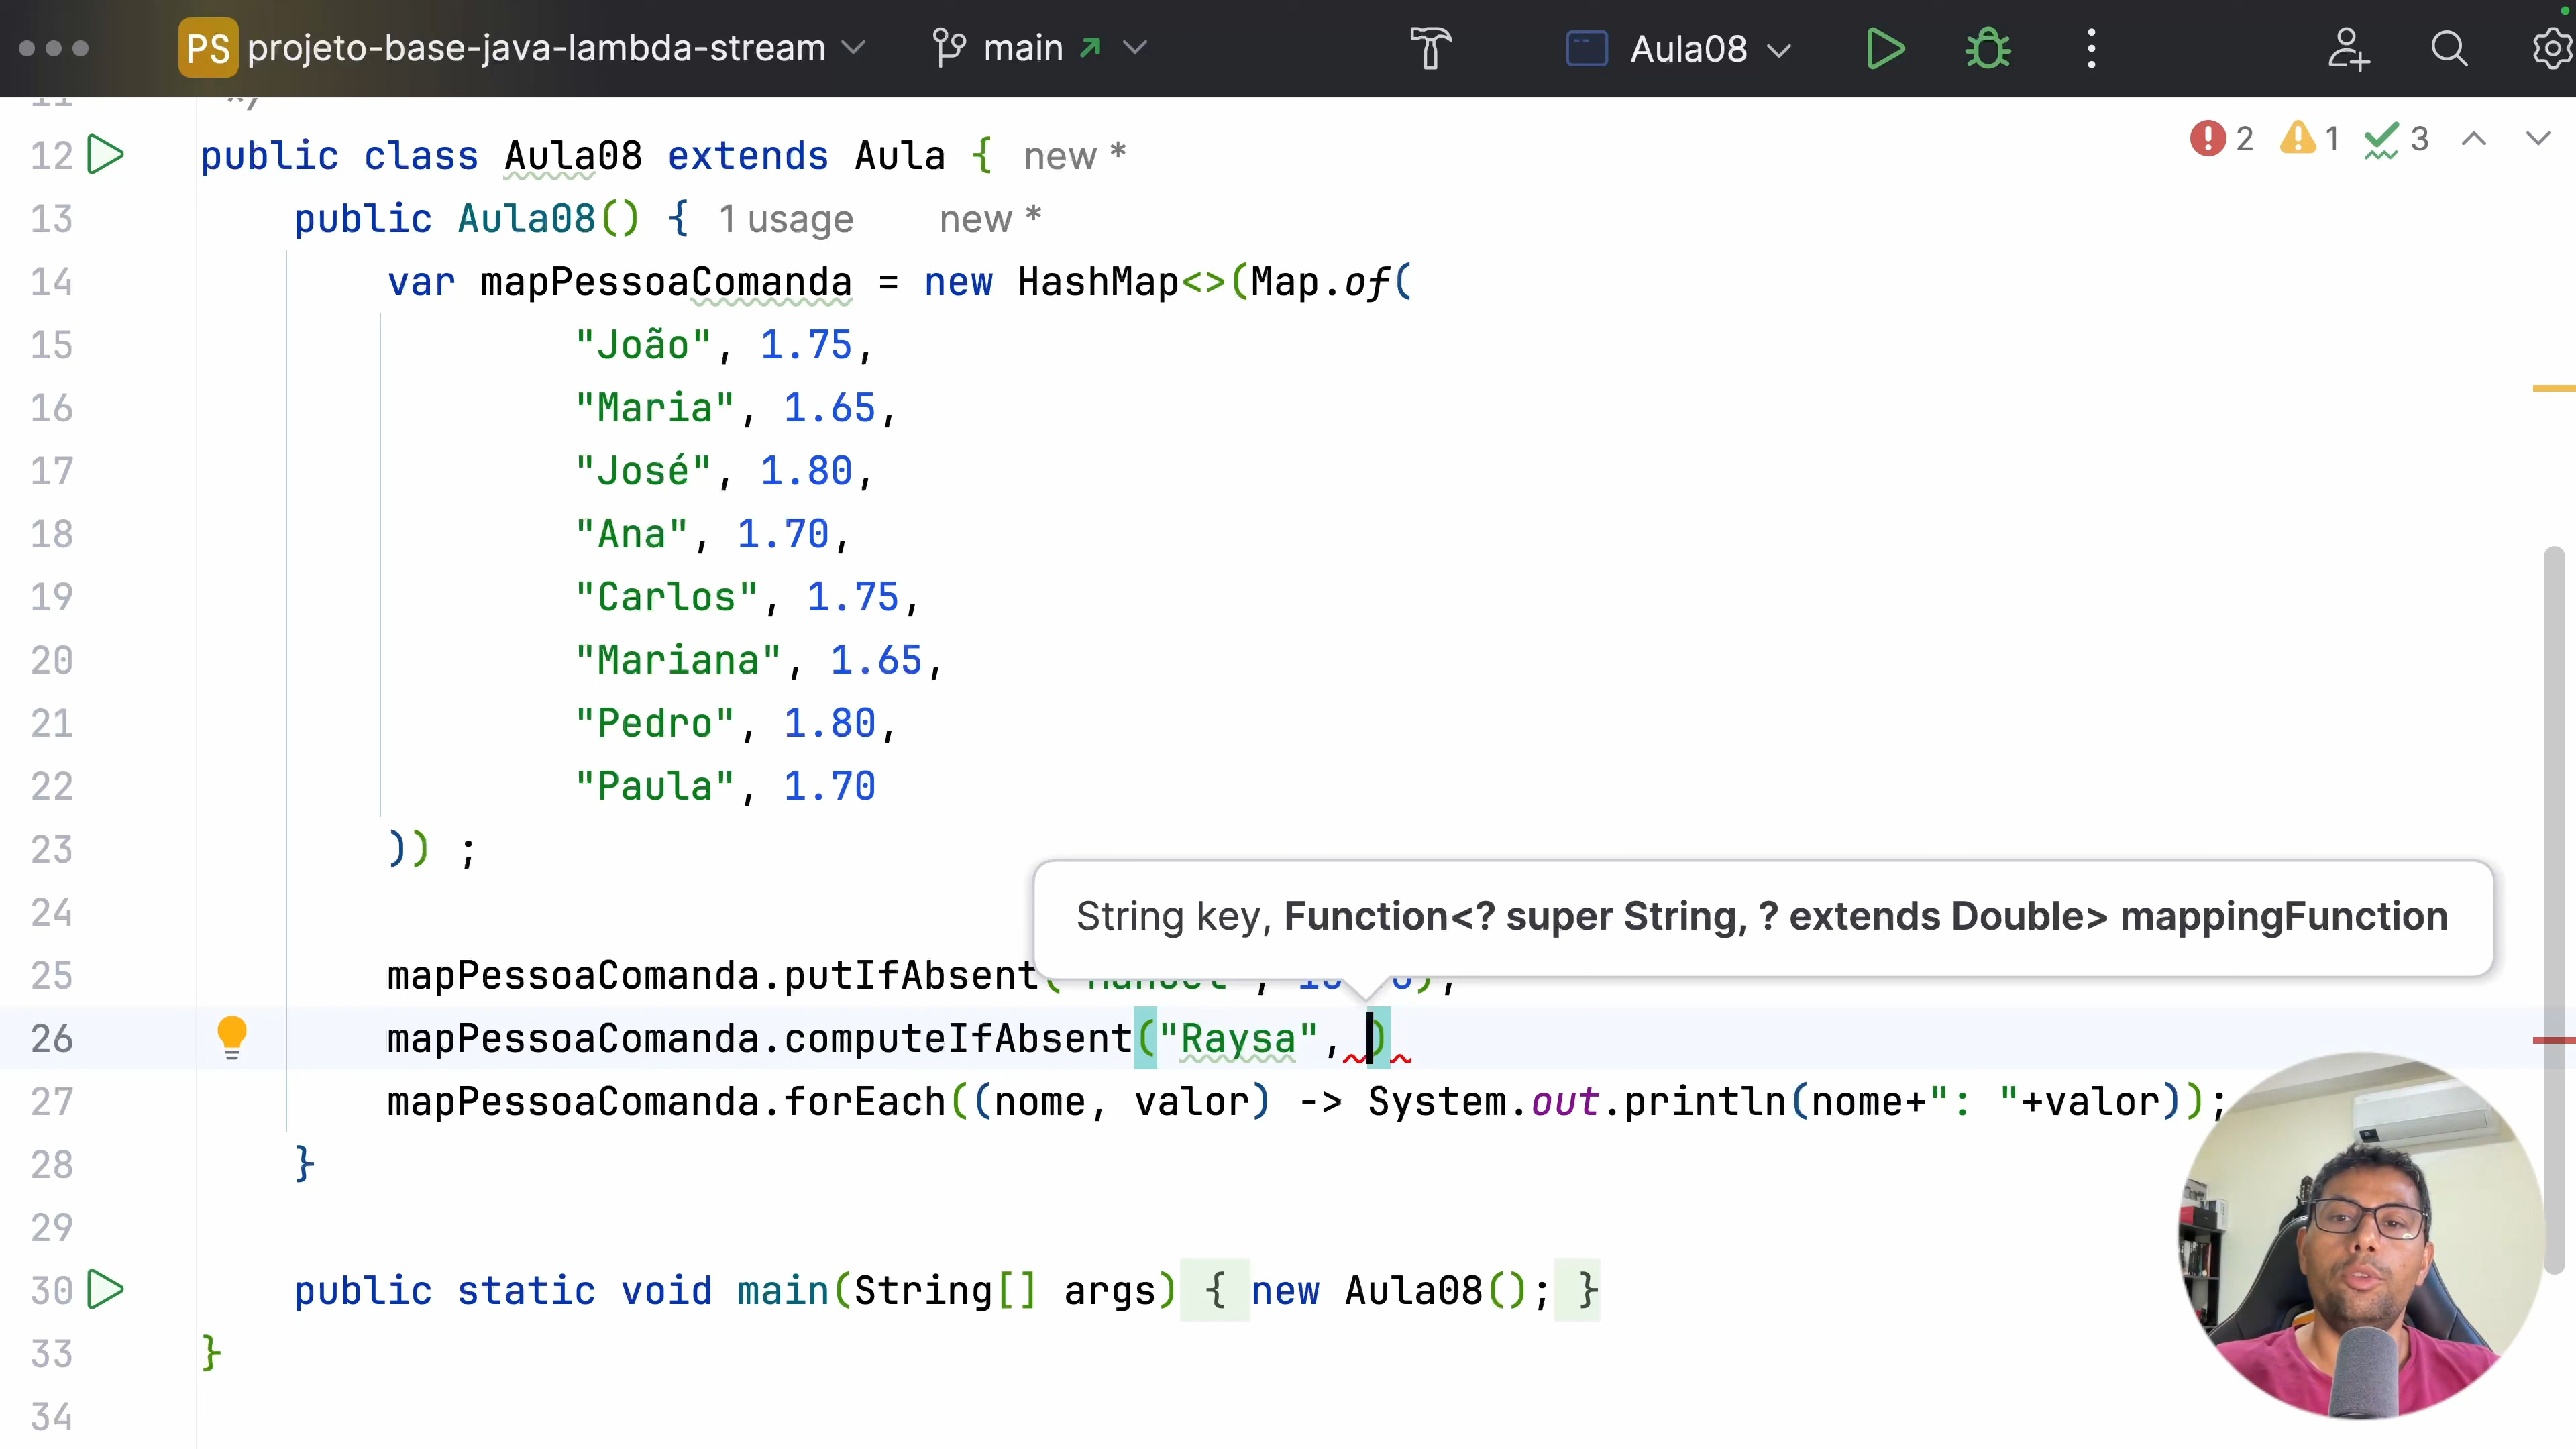 PS projeto-base-java-lambda-stream main Aula08
12 public class Aula08 extends Aula { new * 2 1 3
13 public Aula08() { 1 usage new *
14 var mapPessoaComanda = new HashMap<>(Map.of(
15 "João", 1.75,
16 "Maria", 1.65,
17 "José", 1.80,
18 "Ana", 1.70,
19 "Carlos", 1.75,
20 "Mariana", 1.65,
21 "Pedro", 1.80,
22 "Paula", 1.70
23 )) ;
String key, Function<? super String, ? extends Double> mappingFunction
24
25 mapPessoaComanda.putIfAbsent(
26 mapPessoaComanda.computeIfAbsent("Raysa", )
27 mapPessoaComanda.forEach((nome, valor) -> System.out.println(nome+": "+valor));
28 }
29
30 public static void main(String[] args) { new Aula08(); }
33 }
34